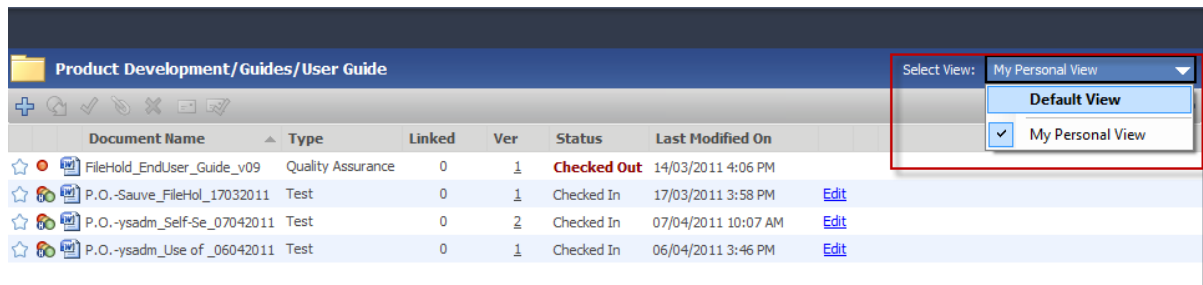 Product Development/Guides/User Guide
Select View: My Personal View
Default View
My Personal View
Document Name Type Linked Ver Status Last Modified On
FileHold_EndUser_Guide_v09 Quality Assurance 0 1 Checked Out 14/03/2011 4:06 PM
P.O.-Sauve_FileHol_17032011 Test 0 1 Checked In 17/03/2011 3:58 PM Edit
P.O.-ysadm_Self-Se_07042011 Test 0 2 Checked In 07/04/2011 10:07 AM Edit
P.O.-ysadm_Use of _06042011 Test 0 1 Checked In 06/04/2011 3:46 PM Edit